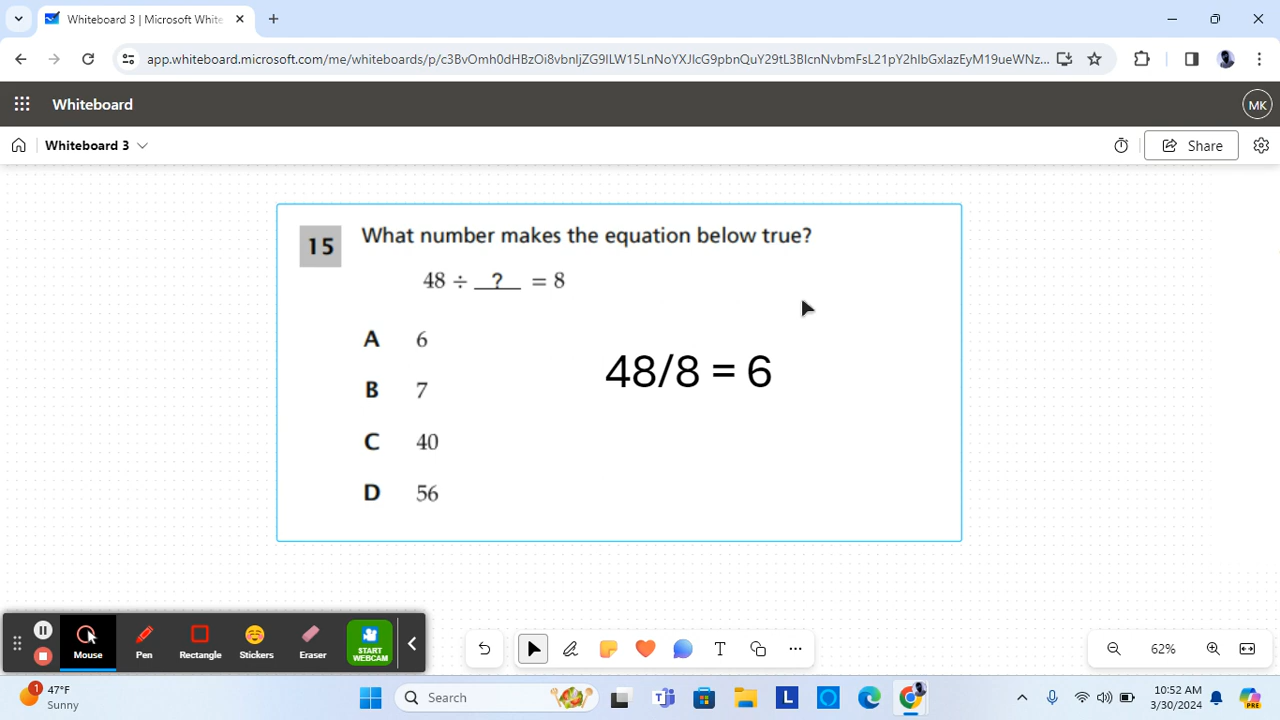 Whiteboard 3 | Microsoft White
app.whiteboard.microsoft.com/me/whiteboards/p/
Whiteboard
MK
Whiteboard 3
Share
15 What number makes the equation below true?
48 ÷ ? = 8
A 6
B 7
C 40
D 56
48/8 = 6
Mouse
Pen
Rectangle
Stickers
Eraser
START
WEBCAM
T
62%
1
47°F
Sunny
Search
L
10:52 AM
3/30/2024
PRE